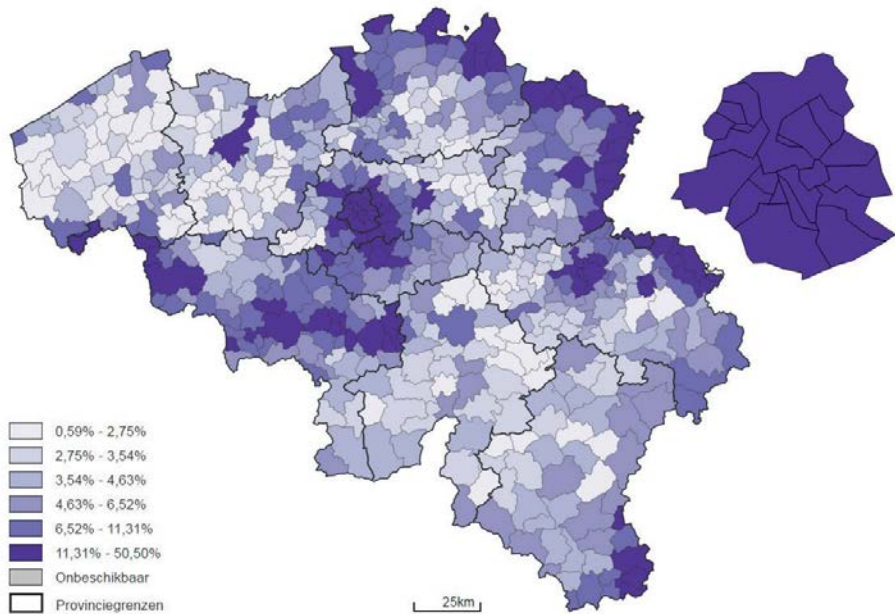 0,59% - 2,75%
2,75% - 3,54%
3,54% - 4,63%
4,63% - 6,52%
6,52% - 11,31%
11,31% - 50,50%
Onbeschikbaar
Provinciegrenzen
25km